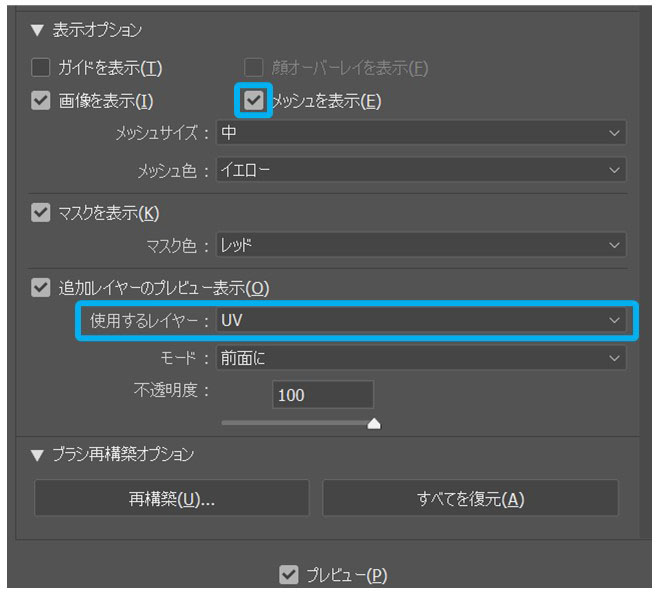 ▼ 表示オプション
ガイドを表示(T) 顔オーバーレイを表示(F)
画像を表示(I) メッシュを表示(E)
メッシュサイズ : 中
メッシュ色 : イエロー
マスクを表示(K)
マスク色 : レッド
追加レイヤーのプレビュー表示(O)
使用するレイヤー : UV
モード : 前面に
不透明度 : 100
▼ ブラシ再構築オプション
再構築(U)... すべてを復元(A)
プレビュー(P)